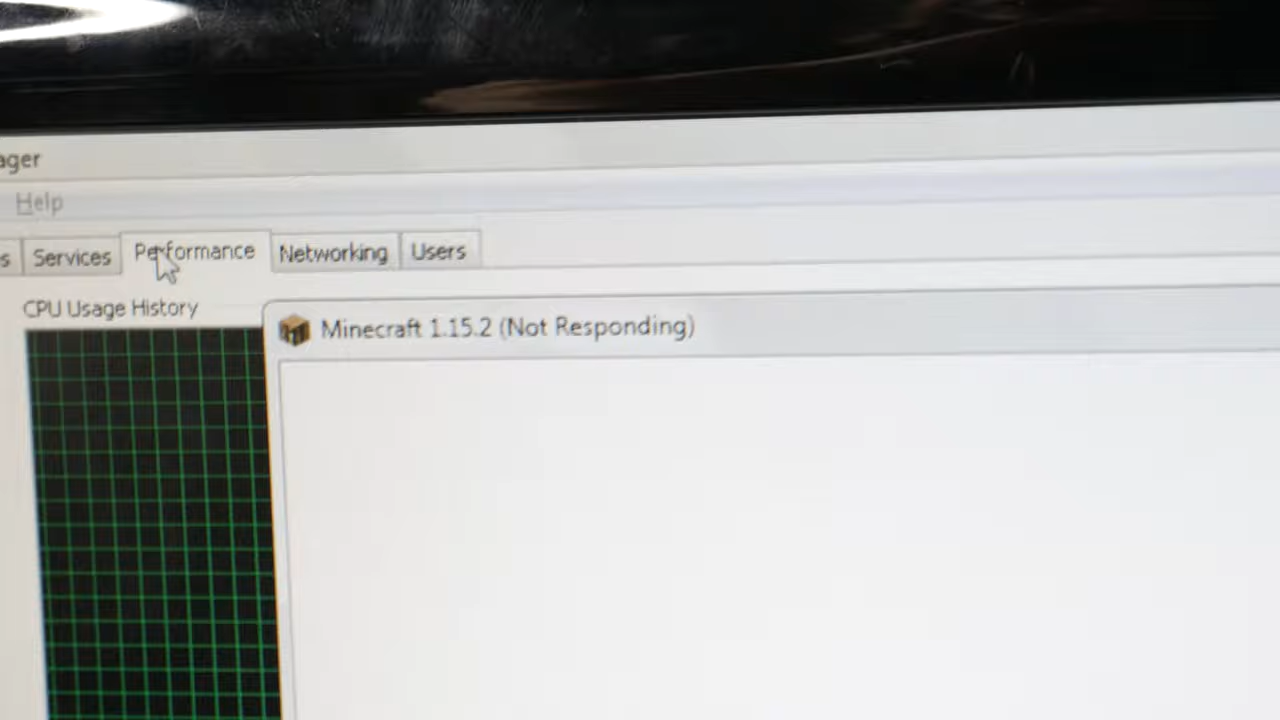 ager
Help
s Services Performance Networking Users
CPU Usage History
Minecraft 1.15.2 (Not Responding)